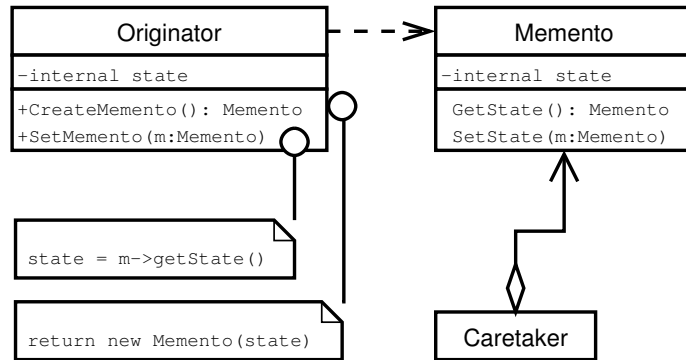 Originator
-internal state
+CreateMemento(): Memento
+SetMemento(m:Memento)
Memento
-internal state
GetState(): Memento
SetState(m:Memento)
state = m->getState()
return new Memento(state)
Caretaker